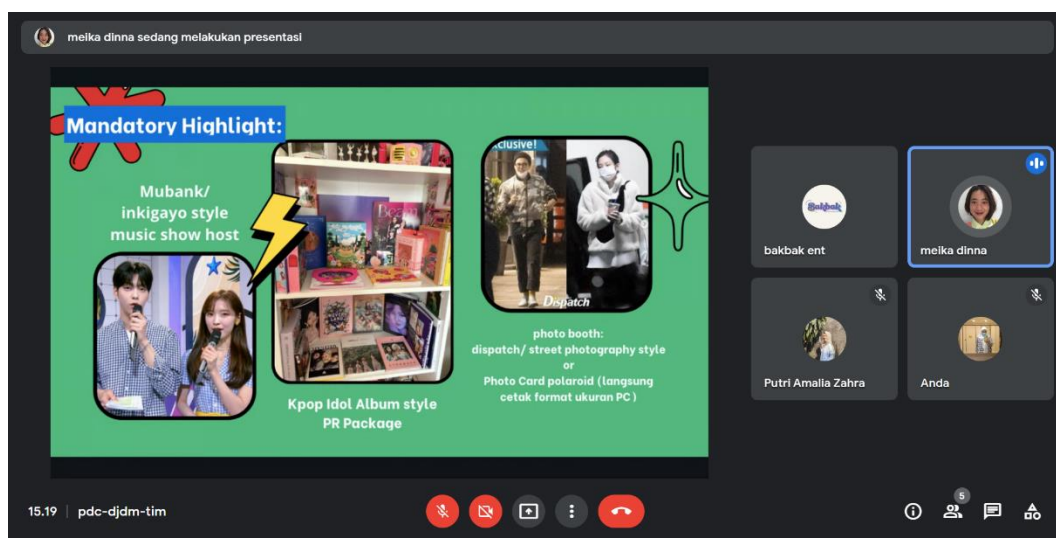 meika dinna sedang melakukan presentasi
Mandatory Highlight:
Mubank/
inkigayo style
music show host
Kpop Idol Album style
PR Package
xclusive!
Dispatch
photo booth:
dispatch/ street photography style
or
Photo Card polaroid (langsung
cetak format ukuran PC )
Bakbak
bakbak ent
meika dinna
Putri Amalia Zahra
Anda
15.19 | pdc-djdm-tim
5